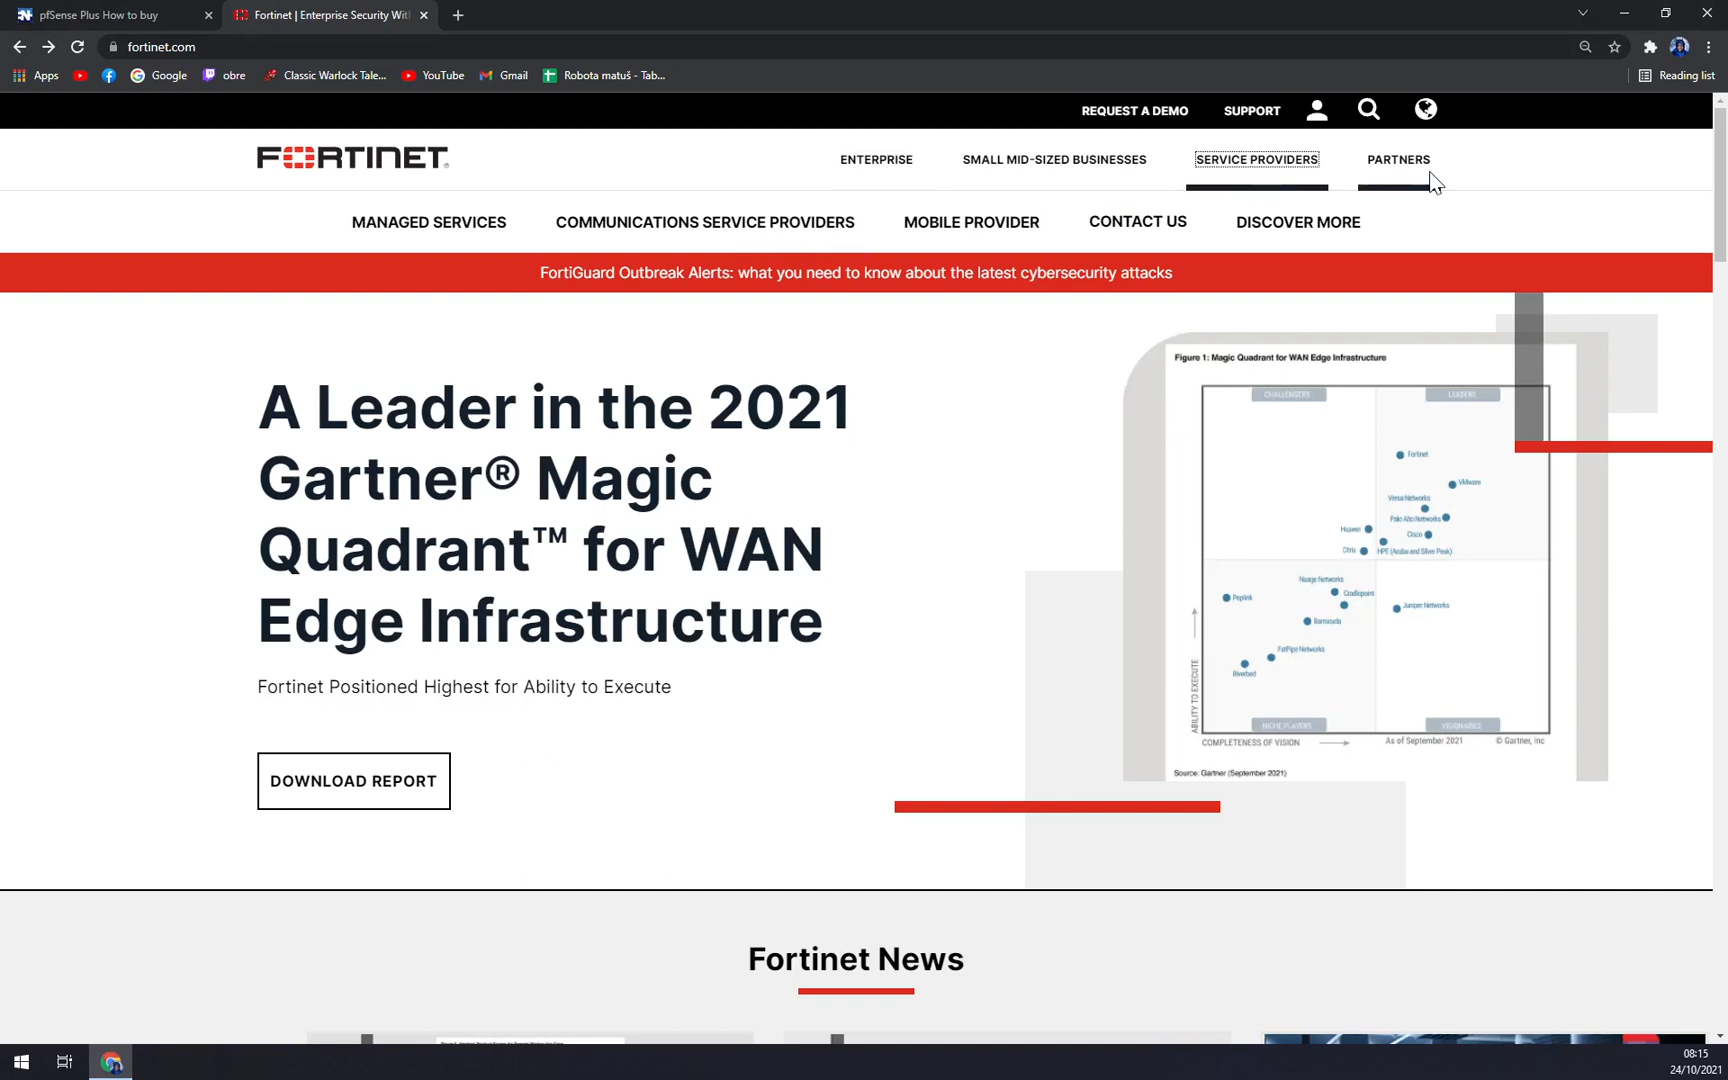 pfSense Plus How to buy
Fortinet | Enterprise Security Wit
fortinet.com
Apps
Google
obre
Classic Warlock Tale...
YouTube
Gmail
Robota matuš - Tab...
Reading list
REQUEST A DEMO
SUPPORT
FORTINET
ENTERPRISE
SMALL MID-SIZED BUSINESSES
SERVICE PROVIDERS
PARTNERS
MANAGED SERVICES
COMMUNICATIONS SERVICE PROVIDERS
MOBILE PROVIDER
CONTACT US
DISCOVER MORE
FortiGuard Outbreak Alerts: what you need to know about the latest cybersecurity attacks
A Leader in the 2021
Gartner® Magic
Quadrant™ for WAN
Edge Infrastructure
Fortinet Positioned Highest for Ability to Execute
DOWNLOAD REPORT
Figure 1: Magic Quadrant for WAN Edge Infrastructure
CHALLENGERS
LEADERS
Fortinet
VMware
Versa Networks
Palo Alto Networks
Huawei
Cisco
Citrix
HPE (Aruba and Silver Peak)
Nuage Networks
Peplink
Cradlepoint
Juniper Networks
Barracuda
FatPipe Networks
Riverbed
NICHE PLAYERS
VISIONARIES
ABILITY TO EXECUTE
COMPLETENESS OF VISION
As of September 2021
© Gartner, Inc
Source: Gartner (September 2021)
Fortinet News
08:15
24/10/2021